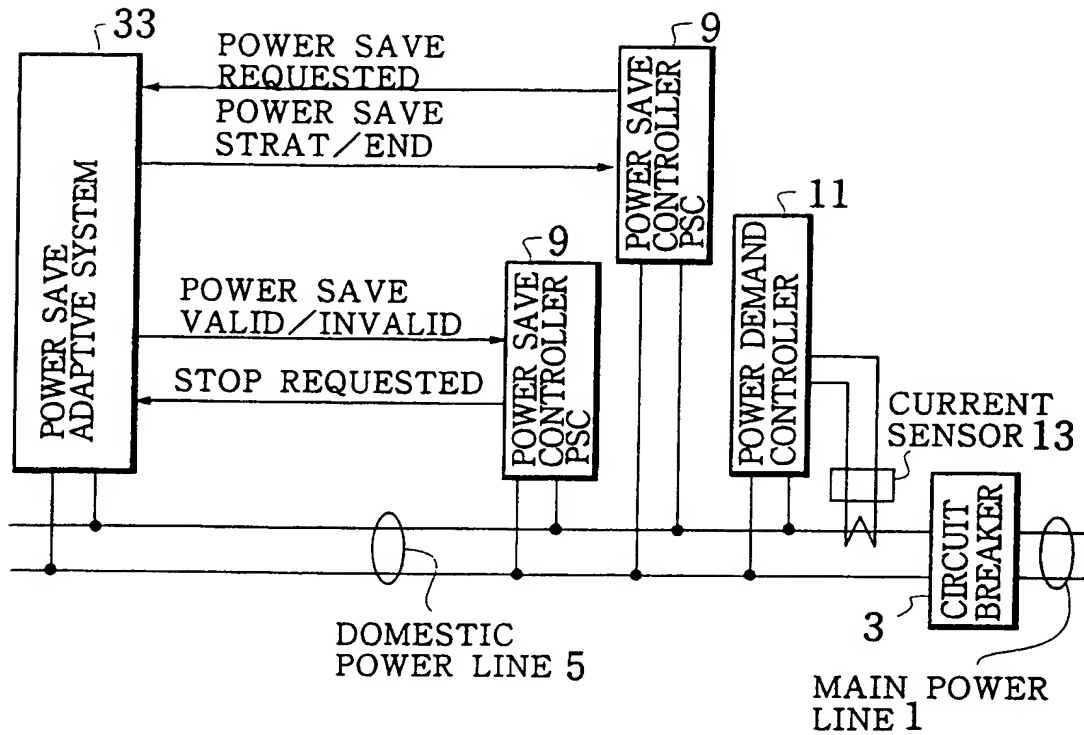 33
POWER SAVE
ADAPTIVE SYSTEM
POWER SAVE
REQUESTED
POWER SAVE
STRAT/END
9
POWER SAVE
CONTROLLER
PSC
POWER SAVE
VALID/INVALID
STOP REQUESTED
9
POWER SAVE
CONTROLLER
PSC
11
POWER DEMAND
CONTROLLER
CURRENT
SENSOR 13
CIRCUIT
BREAKER
3
DOMESTIC
POWER LINE 5
MAIN POWER
LINE 1